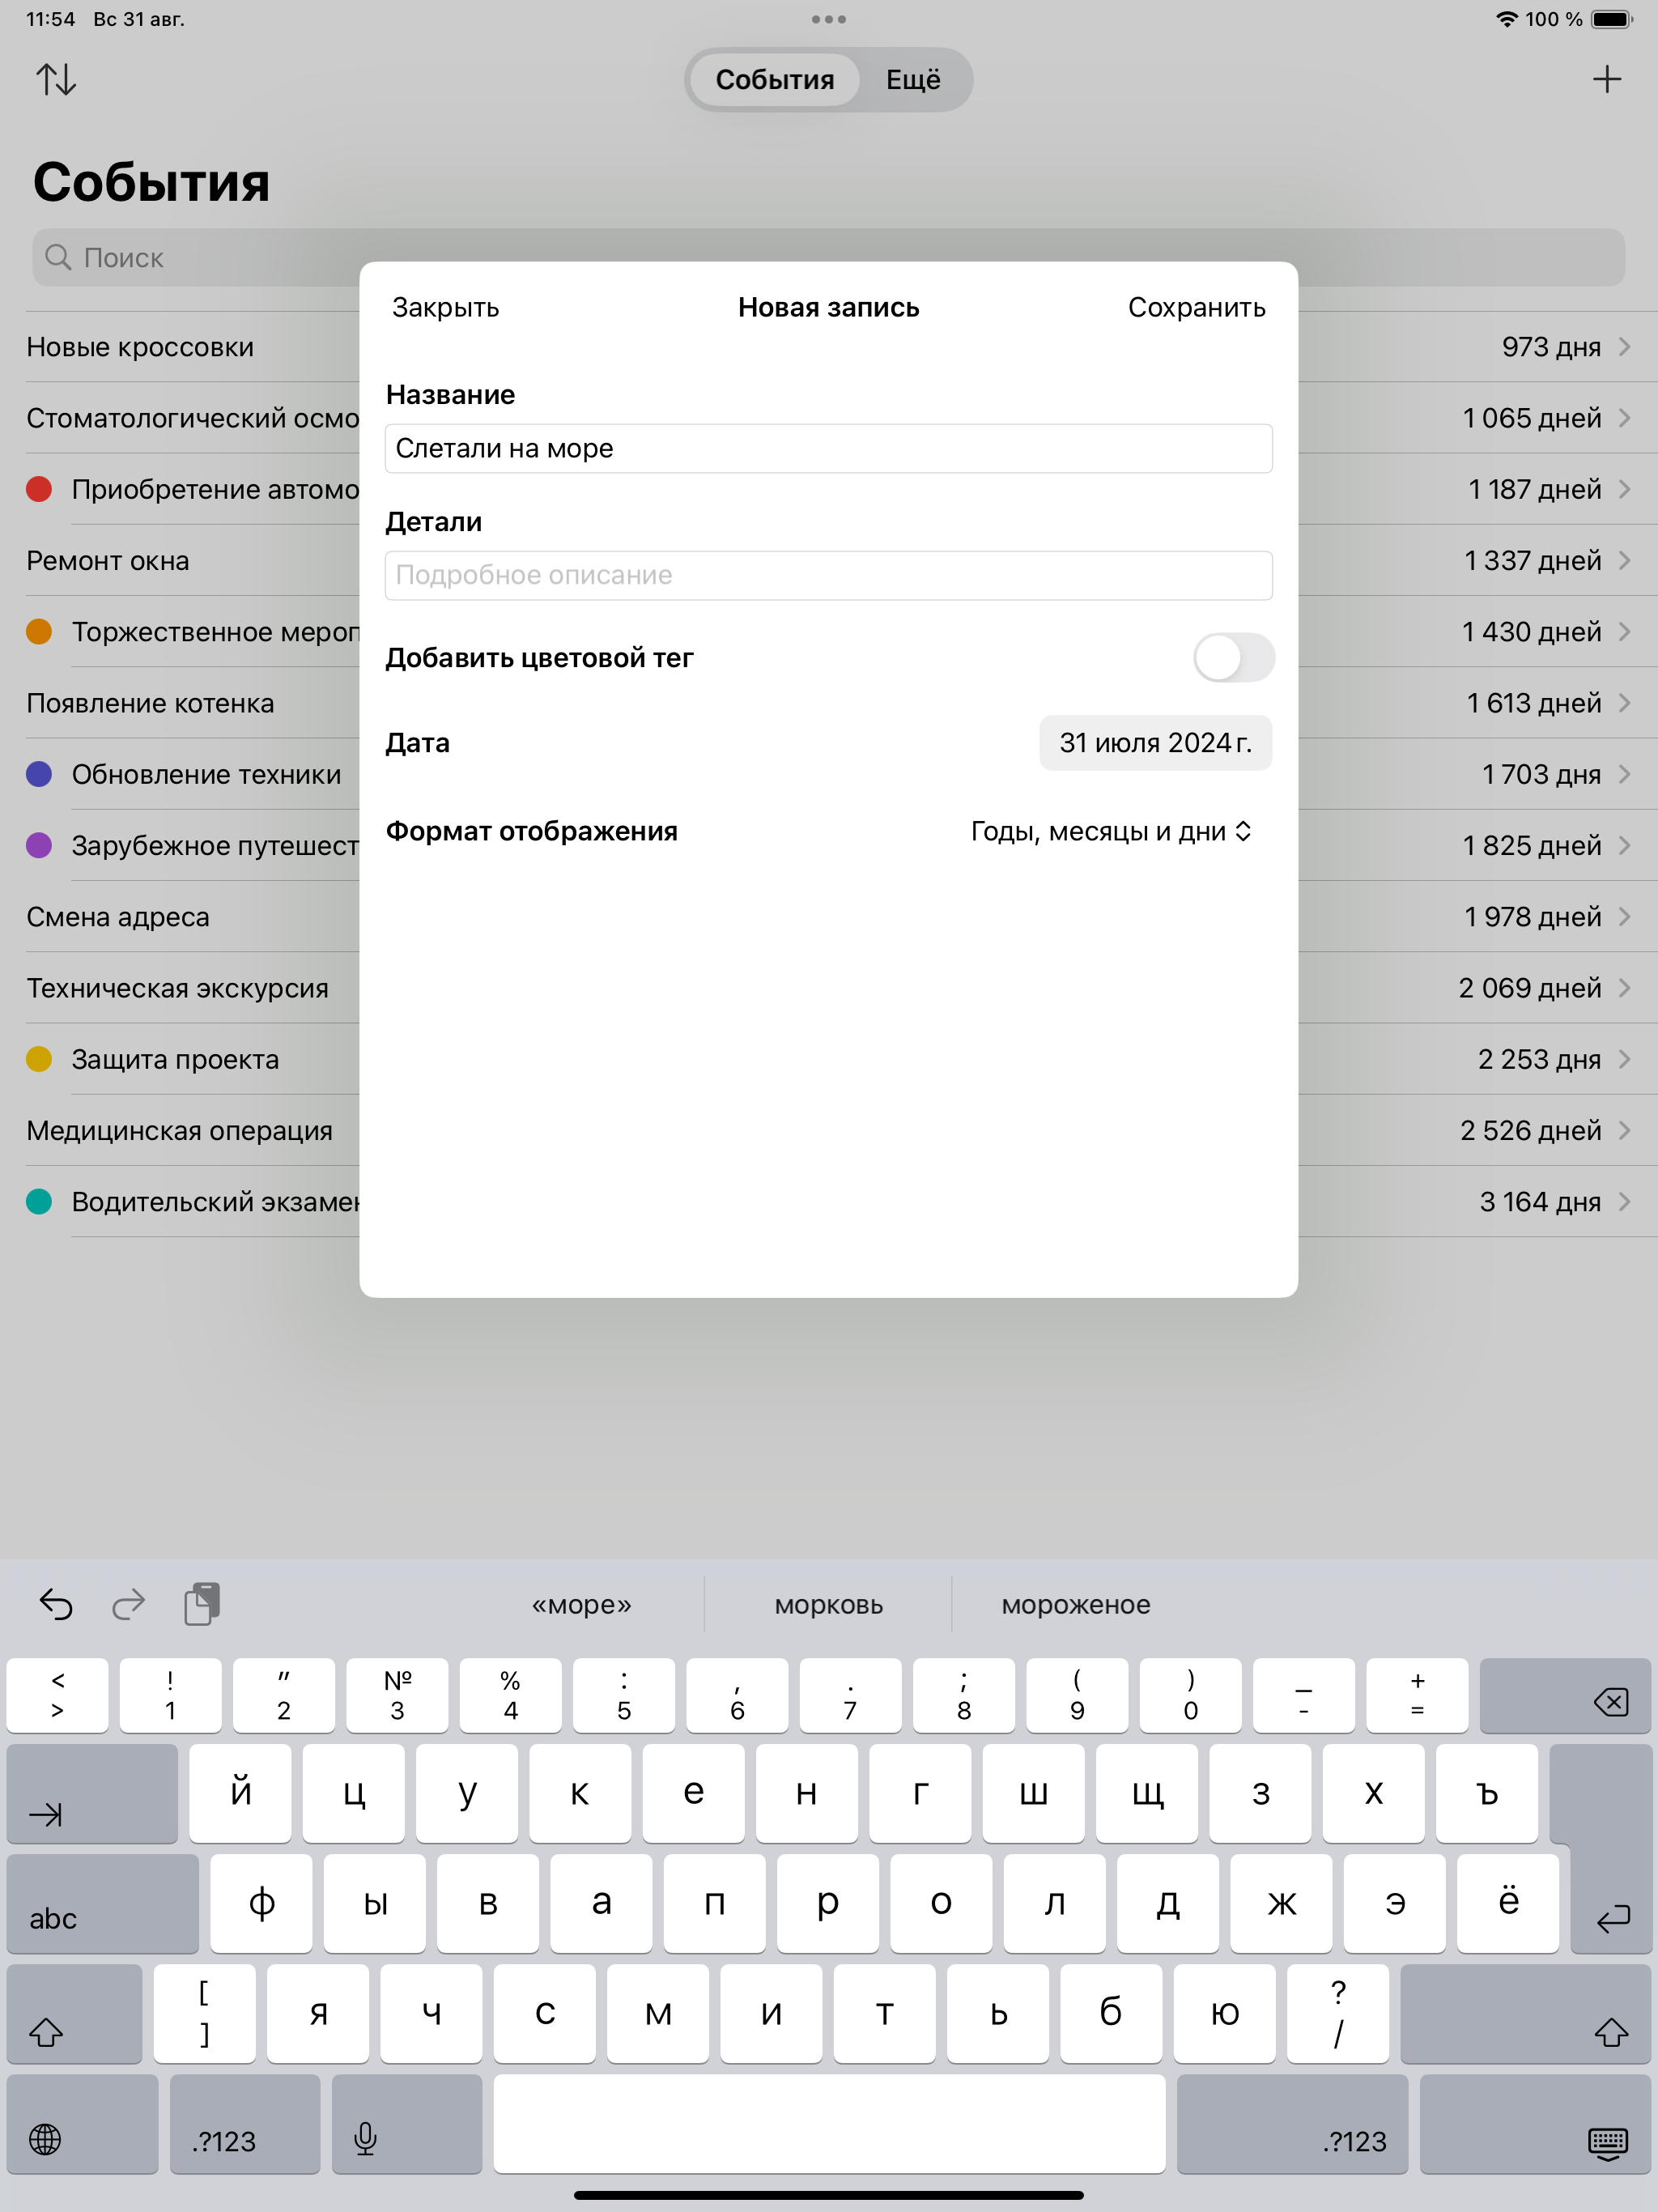 11:54 Вс 31 авг.
100 %
События Ещё
События
Поиск
Закрыть Новая запись Сохранить
Название
Слетали на море
Детали
Подробное описание
Добавить цветовой тег
Дата 31 июля 2024 г.
Формат отображения Годы, месяцы и дни
Новые кроссовки 973 дня
Стоматологический осмо 1 065 дней
Приобретение автомо 1 187 дней
Ремонт окна 1 337 дней
Торжественное мероп 1 430 дней
Появление котенка 1 613 дней
Обновление техники 1 703 дня
Зарубежное путешест 1 825 дней
Смена адреса 1 978 дней
Техническая экскурсия 2 069 дней
Защита проекта 2 253 дня
Медицинская операция 2 526 дней
Водительский экзамен 3 164 дня
«море» морковь мороженое
< ! " № % : , . ; ( ) _ +
> 1 2 3 4 5 6 7 8 9 0 - =
й ц у к е н г ш щ з х ъ
abc ф ы в а п р о л д ж э ё
[ ] я ч с м и т ь б ю ? /
.?123 .?123